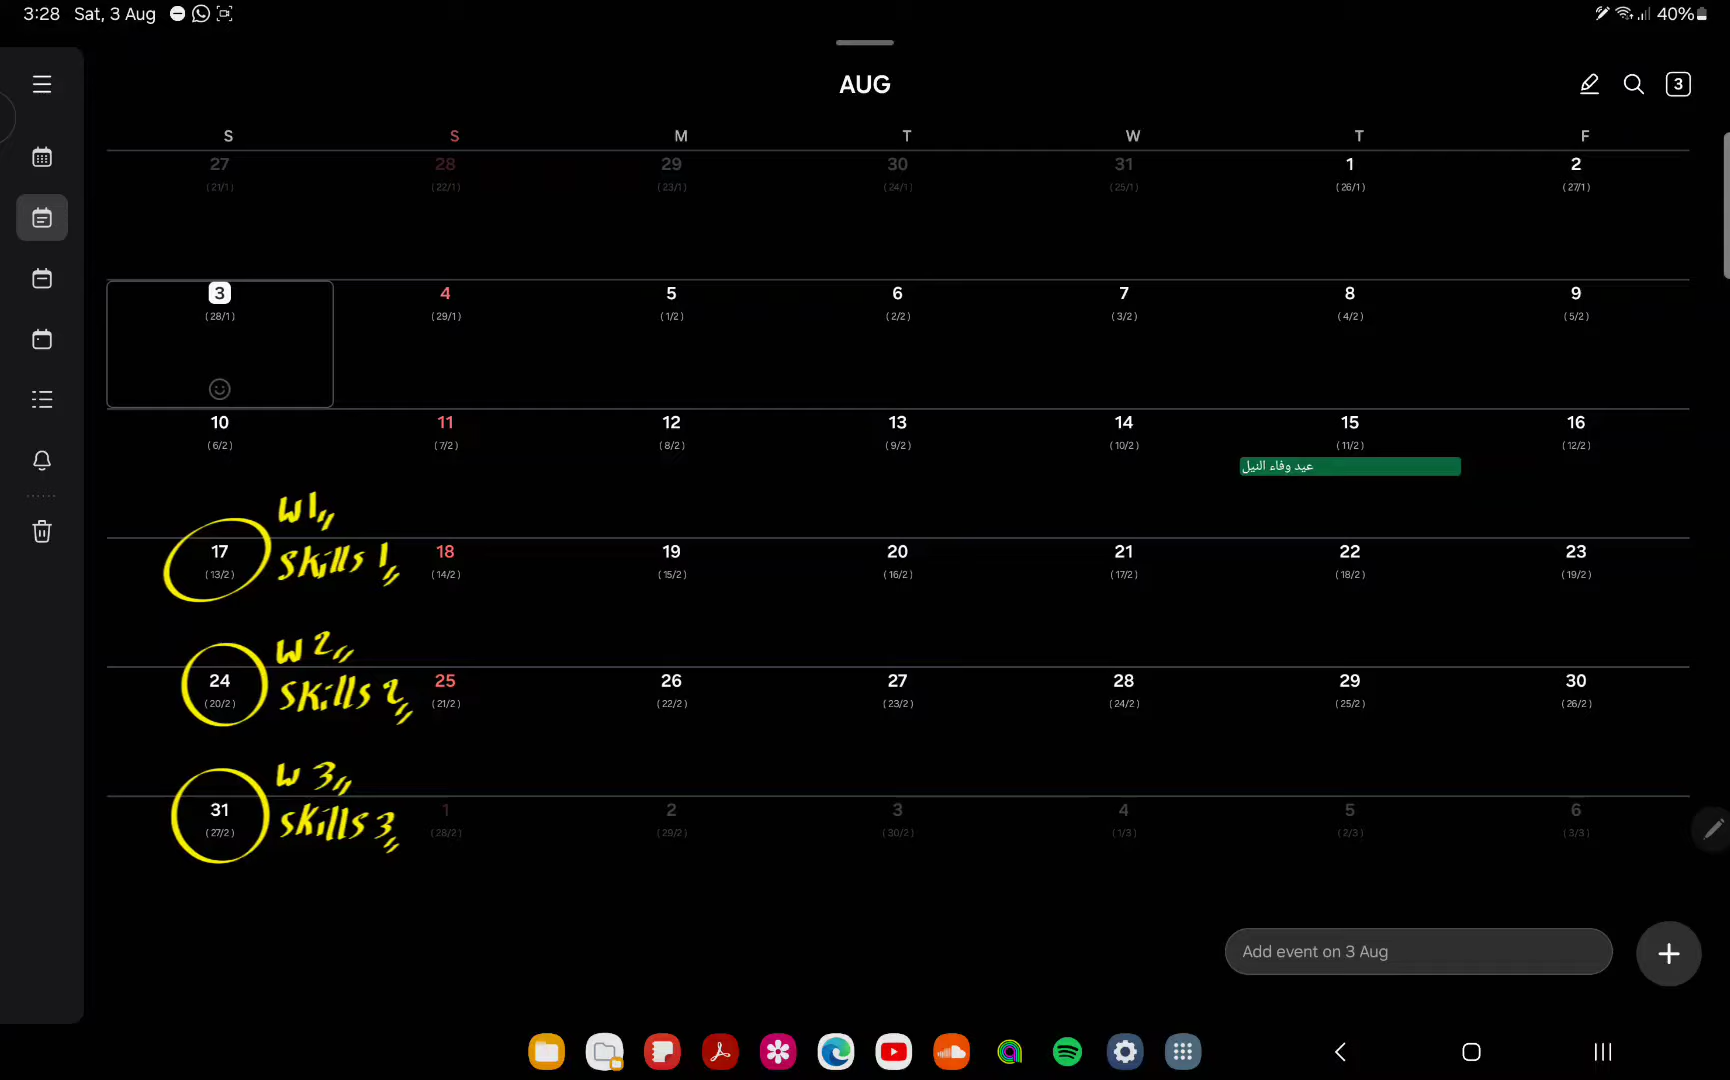 3:28 Sat, 3 Aug 40%
AUG
3
S S M T W T F
27 28 29 30 31 1 2
(21/1) (22/1) (23/1) (24/1) (25/1) (26/1) (27/1)
3 4 5 6 7 8 9
(28/1) (29/1) (1/2) (2/2) (3/2) (4/2) (5/2)
10 11 12 13 14 15 16
(6/2) (7/2) (8/2) (9/2) (10/2) (11/2) (12/2)
عيد وفاء النيل
W1
17 Skills 1 18 19 20 21 22 23
(13/2) (14/2) (15/2) (16/2) (17/2) (18/2) (19/2)
W 2
24 Skills 2 25 26 27 28 29 30
(20/2) (21/2) (22/2) (23/2) (24/2) (25/2) (26/2)
W 3
31 Skills 3 1 2 3 4 5 6
(27/2) (28/2) (29/2) (30/2) (1/3) (2/3) (3/3)
Add event on 3 Aug